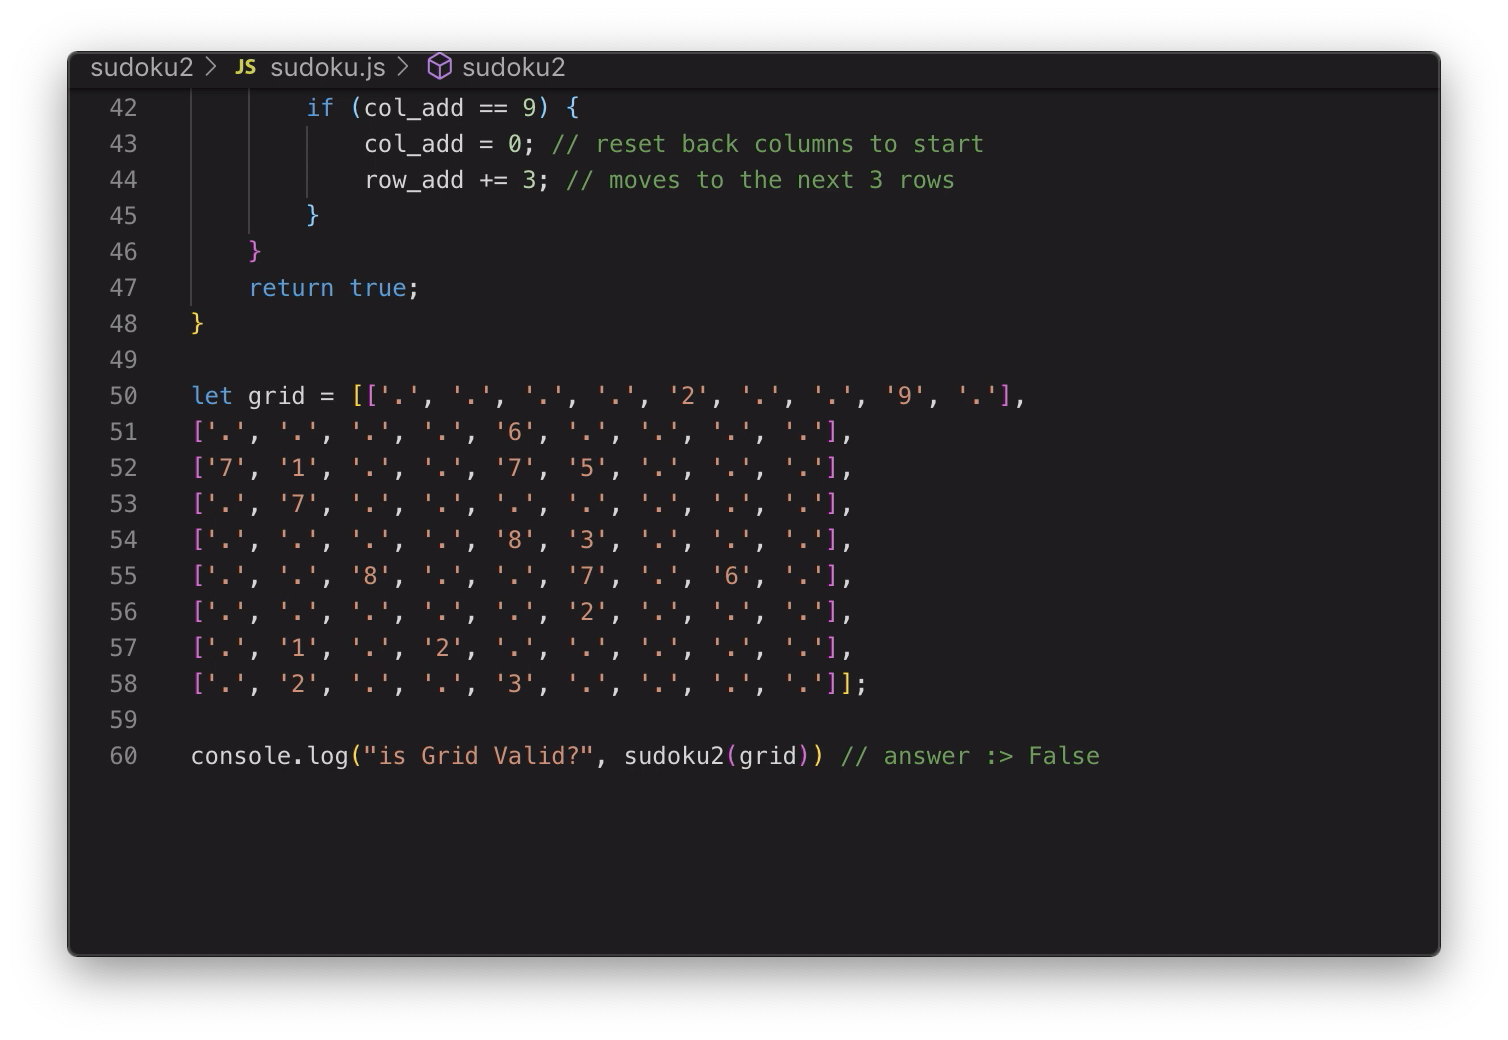 sudoku2 > JS sudoku.js > sudoku2
42 if (col_add == 9) {
43 col_add = 0; // reset back columns to start
44 row_add += 3; // moves to the next 3 rows
45 }
46 }
47 return true;
48 }
49
50 let grid = [['.', '.', '.', '.', '2', '.', '.', '9', '.'],
51 ['.', '.', '.', '.', '6', '.', '.', '.', '.'],
52 ['7', '1', '.', '.', '7', '5', '.', '.', '.'],
53 ['.', '7', '.', '.', '.', '.', '.', '.', '.'],
54 ['.', '.', '.', '.', '8', '3', '.', '.', '.'],
55 ['.', '.', '8', '.', '.', '7', '.', '6', '.'],
56 ['.', '.', '.', '.', '.', '2', '.', '.', '.'],
57 ['.', '1', '.', '2', '.', '.', '.', '.', '.'],
58 ['.', '2', '.', '.', '3', '.', '.', '.', '.']];
59
60 console.log("is Grid Valid?", sudoku2(grid)) // answer :> False